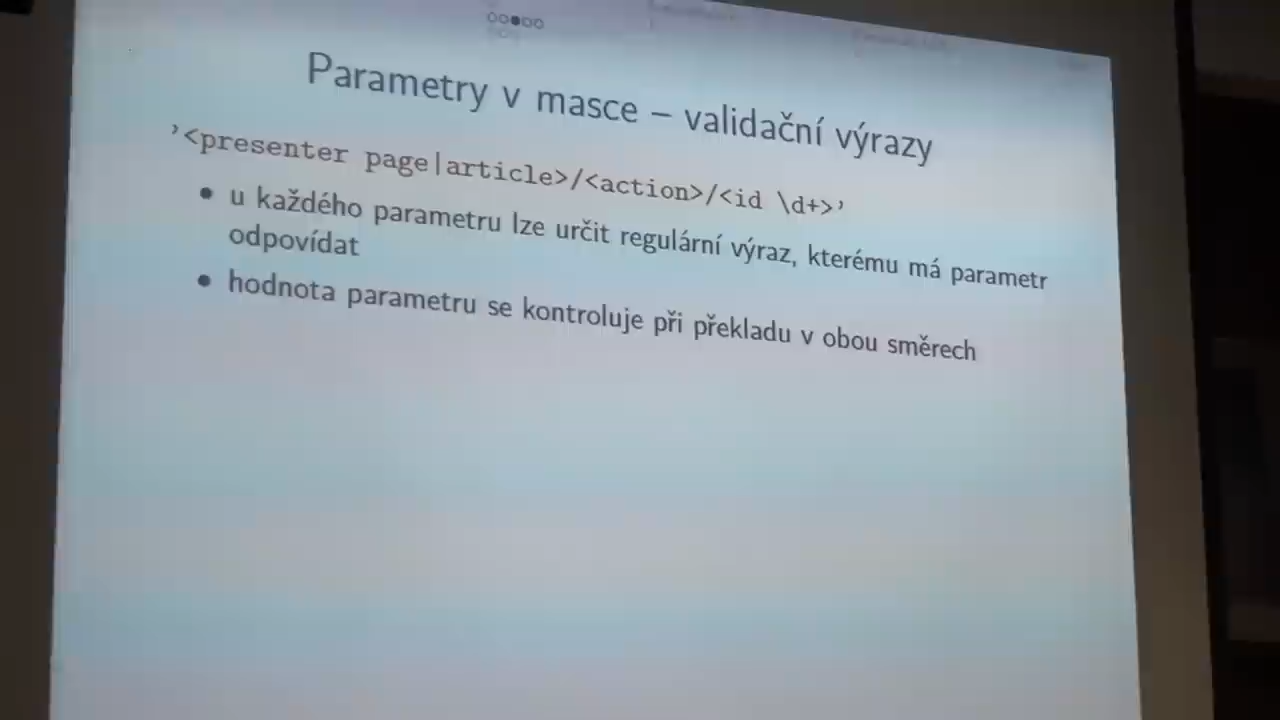 Parametry v masce – validační výrazy
'<presenter page|article>/<action>/<id \d+>'
• u každého parametru lze určit regulární výraz, kterému má parametr
odpovídat
• hodnota parametru se kontroluje při překladu v obou směrech